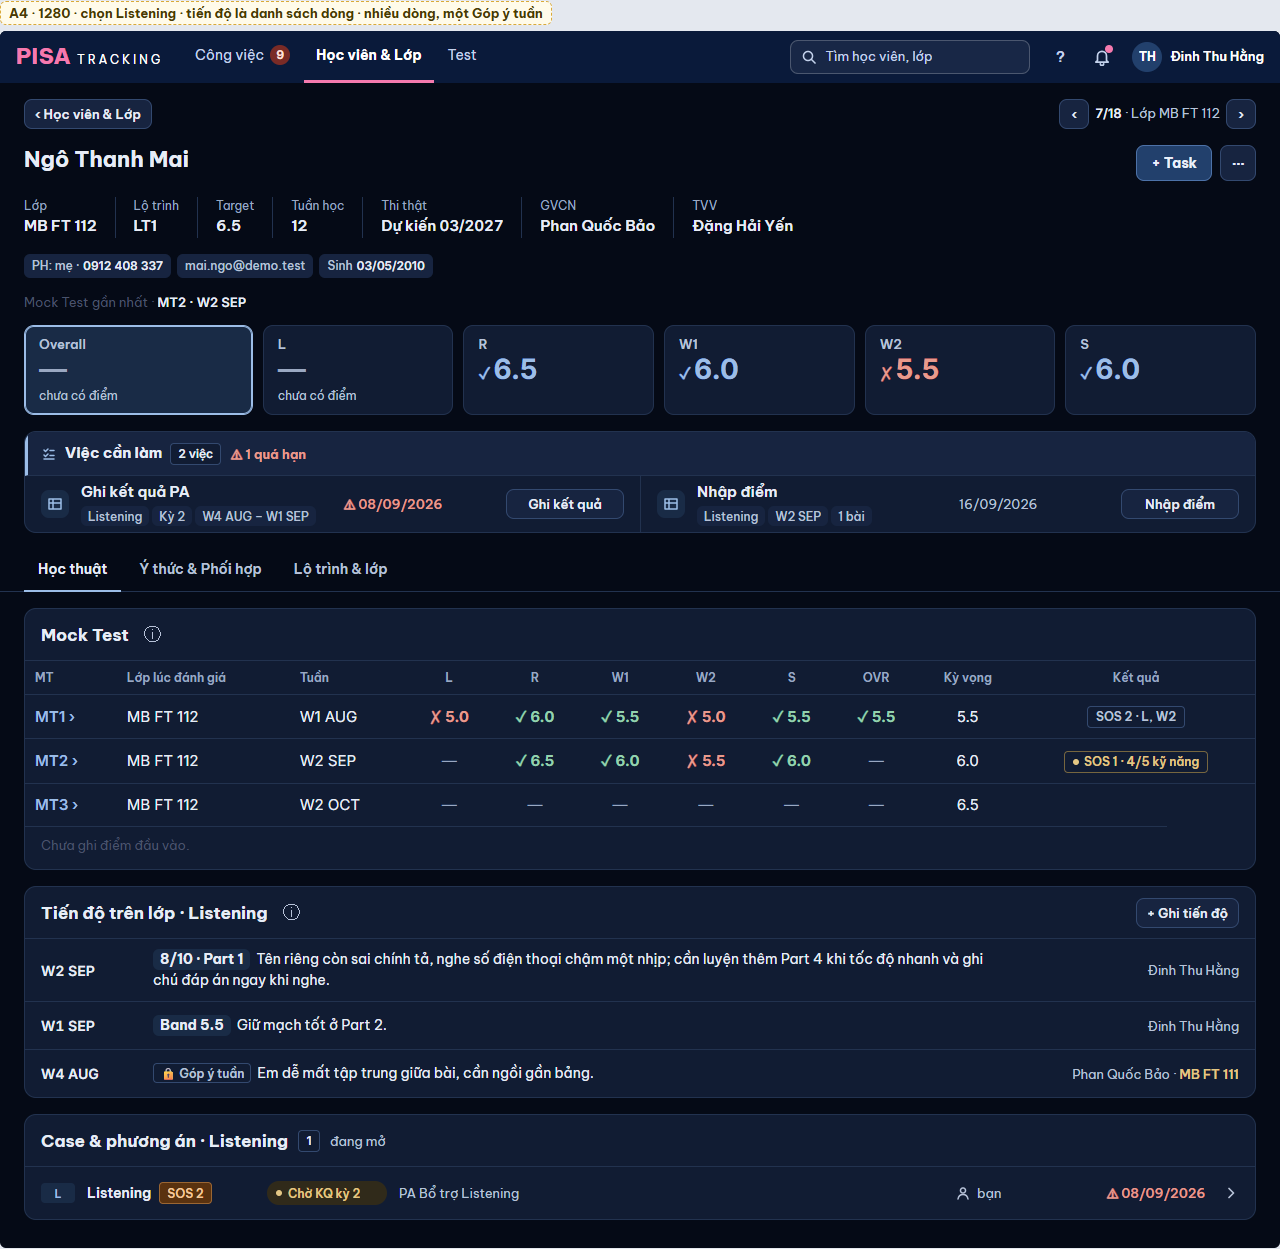 A4 · 1280 · chọn Listening · tiến độ là danh sách dòng · nhiều dòng, một Góp ý tuần
PISA TRACKING Công việc 9 Học viên & Lớp Test Tìm học viên, lớp ? TH Đinh Thu Hằng
‹ Học viên & Lớp ‹ 7/18 · Lớp MB FT 112 ›
Ngô Thanh Mai + Task ···
Lớp Lộ trình Target Tuần học Thi thật GVCN TVV
MB FT 112 LT1 6.5 12 Dự kiến 03/2027 Phan Quốc Bảo Đặng Hải Yến
PH: mẹ · 0912 408 337 mai.ngo@demo.test Sinh 03/05/2010
Mock Test gần nhất · MT2 · W2 SEP
Overall L R W1 W2 S
— — ✓6.5 ✓6.0 ✗5.5 ✓6.0
chưa có điểm chưa có điểm
Việc cần làm 2 việc ⚠ 1 quá hạn
Ghi kết quả PA ⚠ 08/09/2026 Ghi kết quả Nhập điểm 16/09/2026 Nhập điểm
Listening Kỳ 2 W4 AUG – W1 SEP Listening W2 SEP 1 bài
Học thuật Ý thức & Phối hợp Lộ trình & lớp
Mock Test ⓘ
MT Lớp lúc đánh giá Tuần L R W1 W2 S OVR Kỳ vọng Kết quả
MT1 › MB FT 112 W1 AUG ✗ 5.0 ✓ 6.0 ✓ 5.5 ✗ 5.0 ✓ 5.5 ✓ 5.5 5.5 SOS 2 · L, W2
MT2 › MB FT 112 W2 SEP — ✓ 6.5 ✓ 6.0 ✗ 5.5 ✓ 6.0 — 6.0 ● SOS 1 · 4/5 kỹ năng
MT3 › MB FT 112 W2 OCT — — — — — — 6.5
Chưa ghi điểm đầu vào.
Tiến độ trên lớp · Listening ⓘ + Ghi tiến độ
W2 SEP 8/10 · Part 1 Tên riêng còn sai chính tả, nghe số điện thoại chậm một nhịp; cần luyện thêm Part 4 khi tốc độ nhanh và ghi Đinh Thu Hằng
chú đáp án ngay khi nghe.
W1 SEP Band 5.5 Giữ mạch tốt ở Part 2. Đinh Thu Hằng
W4 AUG 🔒 Góp ý tuần Em dễ mất tập trung giữa bài, cần ngồi gần bảng. Phan Quốc Bảo · MB FT 111
Case & phương án · Listening 1 đang mở
L Listening SOS 2 ● Chờ KQ kỳ 2 PA Bổ trợ Listening bạn ⚠ 08/09/2026 ›